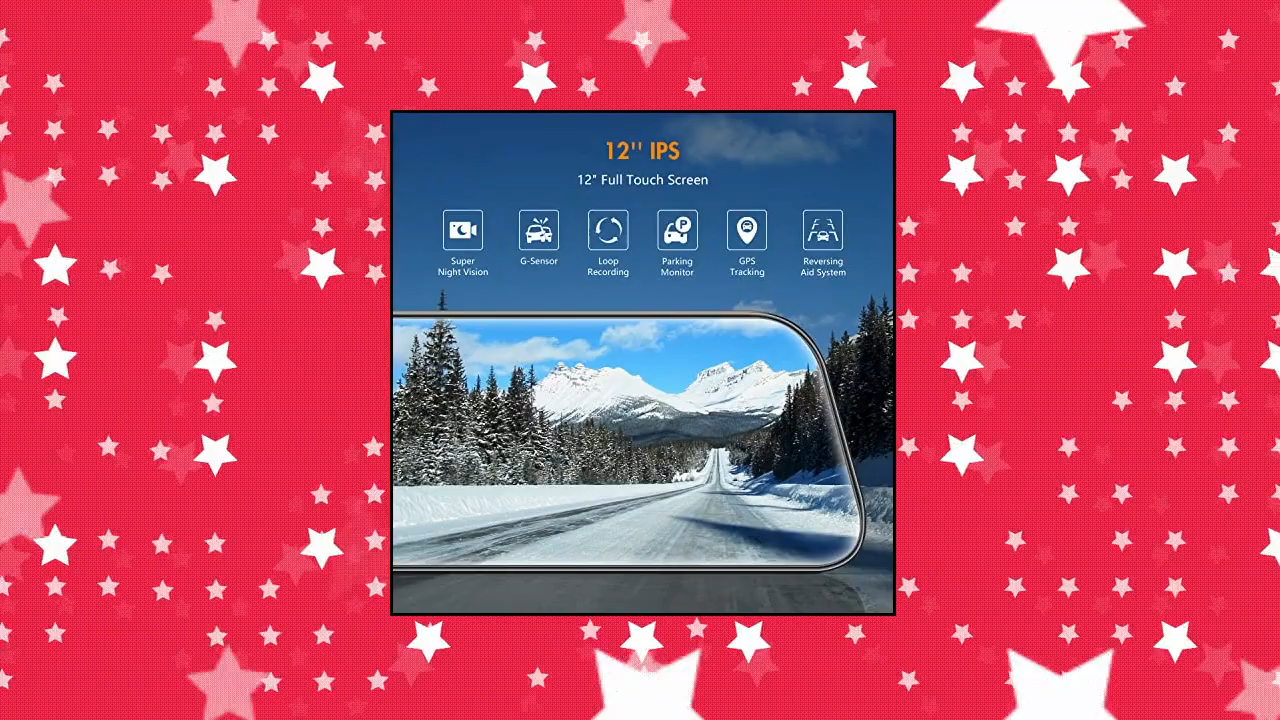 12'' IPS
12" Full Touch Screen
Super
Night Vision
G-Sensor
Loop
Recording
P
Parking
Monitor
GPS
Tracking
Reversing
Aid System